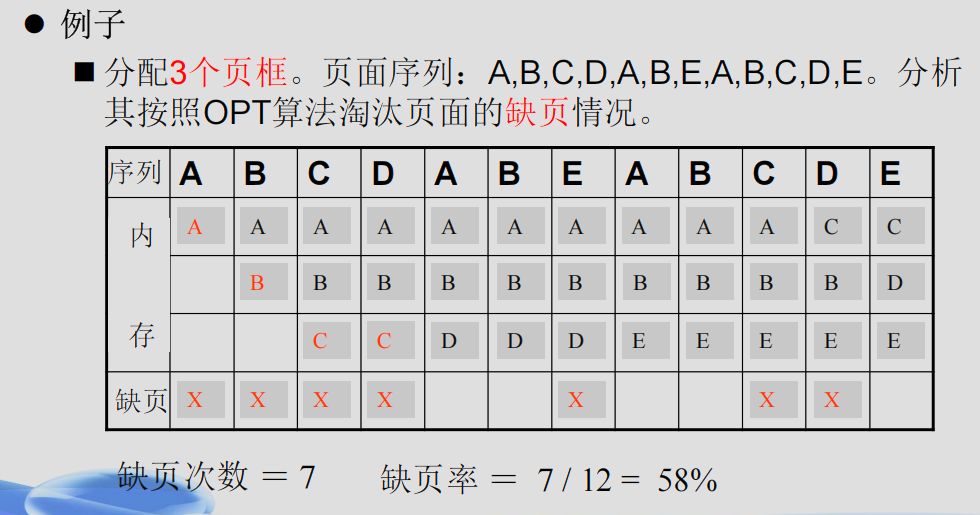 ● 例子
■ 分配3个页框。页面序列：A,B,C,D,A,B,E,A,B,C,D,E。分析
其按照OPT算法淘汰页面的缺页情况。
序列 A B C D A B E A B C D E
内 A A A A A A A A A A C C
B B B B B B B B B B D
存 C C D D D E E E E E
缺页 X X X X X X X
缺页次数 ＝ 7 缺页率 ＝ 7 / 12 = 58%